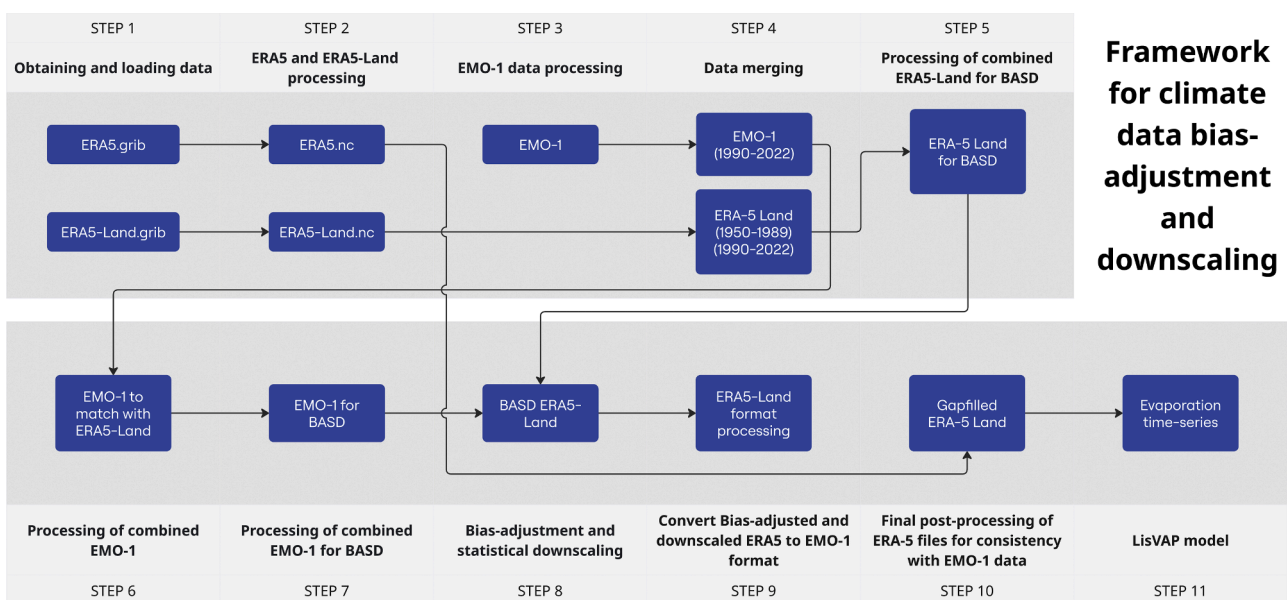 STEP 1
STEP 2
STEP 3
STEP 4
STEP 5
Obtaining and loading data
ERA5 and ERA5-Land
processing
EMO-1 data processing
Data merging
Processing of combined
ERA5-Land for BASD
Framework
for climate
data bias-
adjustment
and
downscaling
ERA5.grib
ERA5.nc
EMO-1
EMO-1
(1990-2022)
ERA-5 Land
for BASD
ERA5-Land.grib
ERA5-Land.nc
ERA-5 Land
(1950-1989)
(1990-2022)
EMO-1 to
match with
ERA5-Land
EMO-1 for
BASD
BASD ERA5-
Land
ERA5-Land
format
processing
Gapfilled
ERA-5 Land
Evaporation
time-series
Processing of combined
EMO-1
Processing of combined
EMO-1 for BASD
Bias-adjustment and
statistical downscaling
Convert Bias-adjusted and
downscaled ERA5 to EMO-1
format
Final post-processing of
ERA-5 files for consistency
with EMO-1 data
LisVAP model
STEP 6
STEP 7
STEP 8
STEP 9
STEP 10
STEP 11